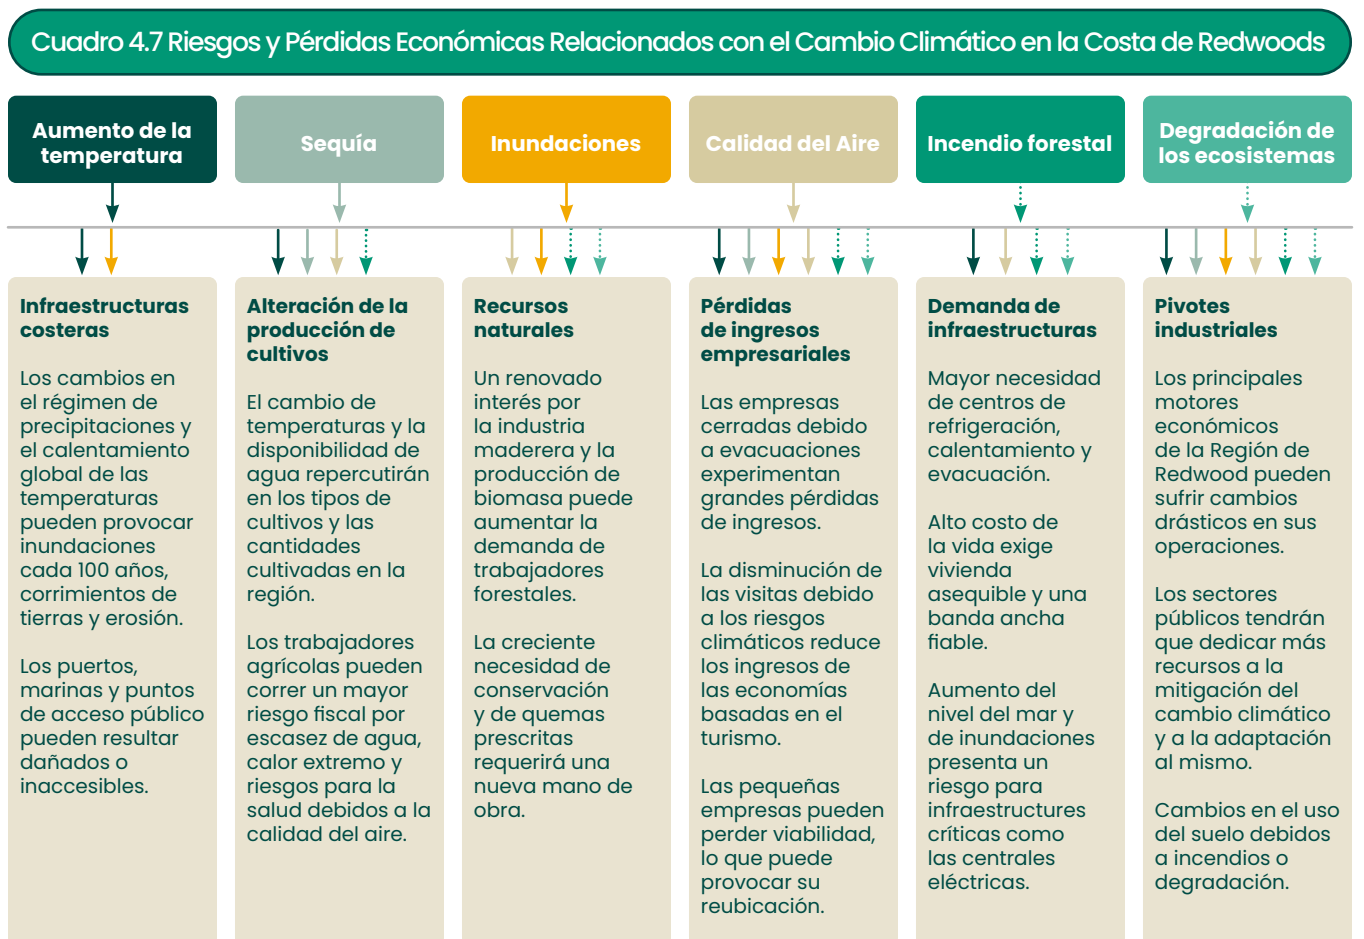 Cuadro 4.7 Riesgos y Pérdidas Económicas Relacionados con el Cambio Climático en la Costa de Redwoods
Aumento de la
temperatura
Sequía
Inundaciones
Calidad del Aire
Incendio forestal
Degradación de
los ecosistemas
Infraestructuras
costeras
Los cambios en
el régimen de
precipitaciones y
el calentamiento
global de las
temperaturas
pueden provocar
inundaciones
cada 100 años,
corrimientos de
tierras y erosión.
Los puertos,
marinas y puntos
de acceso público
pueden resultar
dañados o
inaccesibles.
Alteración de la
producción de
cultivos
El cambio de
temperaturas y la
disponibilidad de
agua repercutirán
en los tipos de
cultivos y las
cantidades
cultivadas en la
región.
Los trabajadores
agrícolas pueden
correr un mayor
riesgo fiscal por
escasez de agua,
calor extremo y
riesgos para la
salud debidos a la
calidad del aire.
Recursos
naturales
Un renovado
interés por
la industria
maderera y la
producción de
biomasa puede
aumentar la
demanda de
trabajadores
forestales.
La creciente
necesidad de
conservación
y de quemas
prescritas
requerirá una
nueva mano de
obra.
Pérdidas
de ingresos
empresariales
Las empresas
cerradas debido
a evacuaciones
experimentan
grandes pérdidas
de ingresos.
La disminución de
las visitas debido
a los riesgos
climáticos reduce
los ingresos de
las economías
basadas en el
turismo.
Las pequeñas
empresas pueden
perder viabilidad,
lo que puede
provocar su
reubicación.
Demanda de
infraestructuras
Mayor necesidad
de centros de
refrigeración,
calentamiento y
evacuación.
Alto costo de
la vida exige
vivienda
asequible y una
banda ancha
fiable.
Aumento del
nivel del mar y
de inundaciones
presenta un
riesgo para
infraestructures
críticas como
las centrales
eléctricas.
Pivotes
industriales
Los principales
motores
económicos
de la Región de
Redwood pueden
sufrir cambios
drásticos en sus
operaciones.
Los sectores
públicos tendrán
que dedicar más
recursos a la
mitigación del
cambio climático
y a la adaptación
al mismo.
Cambios en el uso
del suelo debidos
a incendios o
degradación.